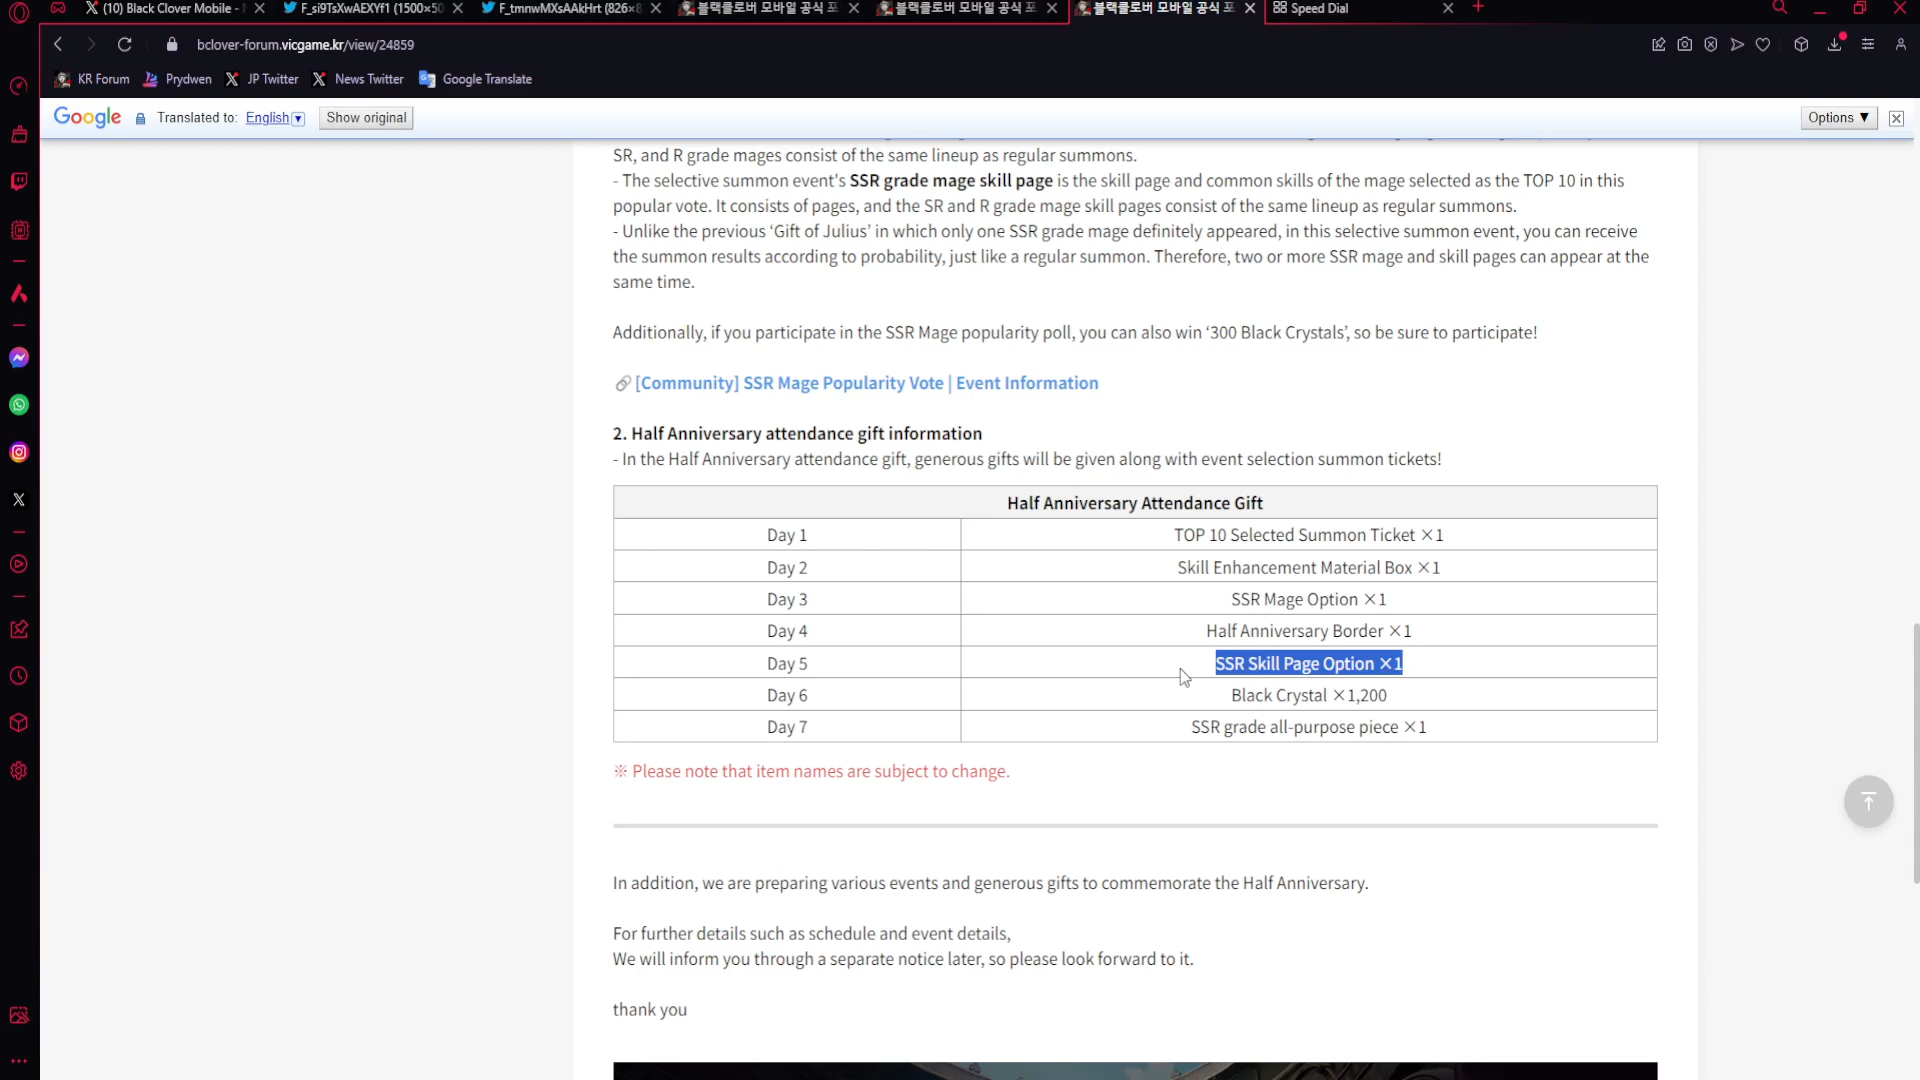 (10) Black Clover Mobile -
F_si9TsXwAEXYf1 (1500×50
F_tmnwMXsAAkHrt (826×8
블랙클로버 모바일 공식 포
블랙클로버 모바일 공식 포
블랙클로버 모바일 공식 포
Speed Dial
bclover-forum.vicgame.kr/view/24859
KR Forum
Prydwen
JP Twitter
News Twitter
Google Translate
Google Translated to: English Show original Options ▼
SR, and R grade mages consist of the same lineup as regular summons.
- The selective summon event's SSR grade mage skill page is the skill page and common skills of the mage selected as the TOP 10 in this
popular vote. It consists of pages, and the SR and R grade mage skill pages consist of the same lineup as regular summons.
- Unlike the previous ‘Gift of Julius’ in which only one SSR grade mage definitely appeared, in this selective summon event, you can receive
the summon results according to probability, just like a regular summon. Therefore, two or more SSR mage and skill pages can appear at the
same time.
Additionally, if you participate in the SSR Mage popularity poll, you can also win ‘300 Black Crystals’, so be sure to participate!
[Community] SSR Mage Popularity Vote | Event Information
2. Half Anniversary attendance gift information
- In the Half Anniversary attendance gift, generous gifts will be given along with event selection summon tickets!
Half Anniversary Attendance Gift
Day 1 TOP 10 Selected Summon Ticket ×1
Day 2 Skill Enhancement Material Box ×1
Day 3 SSR Mage Option ×1
Day 4 Half Anniversary Border ×1
Day 5 SSR Skill Page Option ×1
Day 6 Black Crystal ×1,200
Day 7 SSR grade all-purpose piece ×1
※ Please note that item names are subject to change.
In addition, we are preparing various events and generous gifts to commemorate the Half Anniversary.
For further details such as schedule and event details,
We will inform you through a separate notice later, so please look forward to it.
thank you